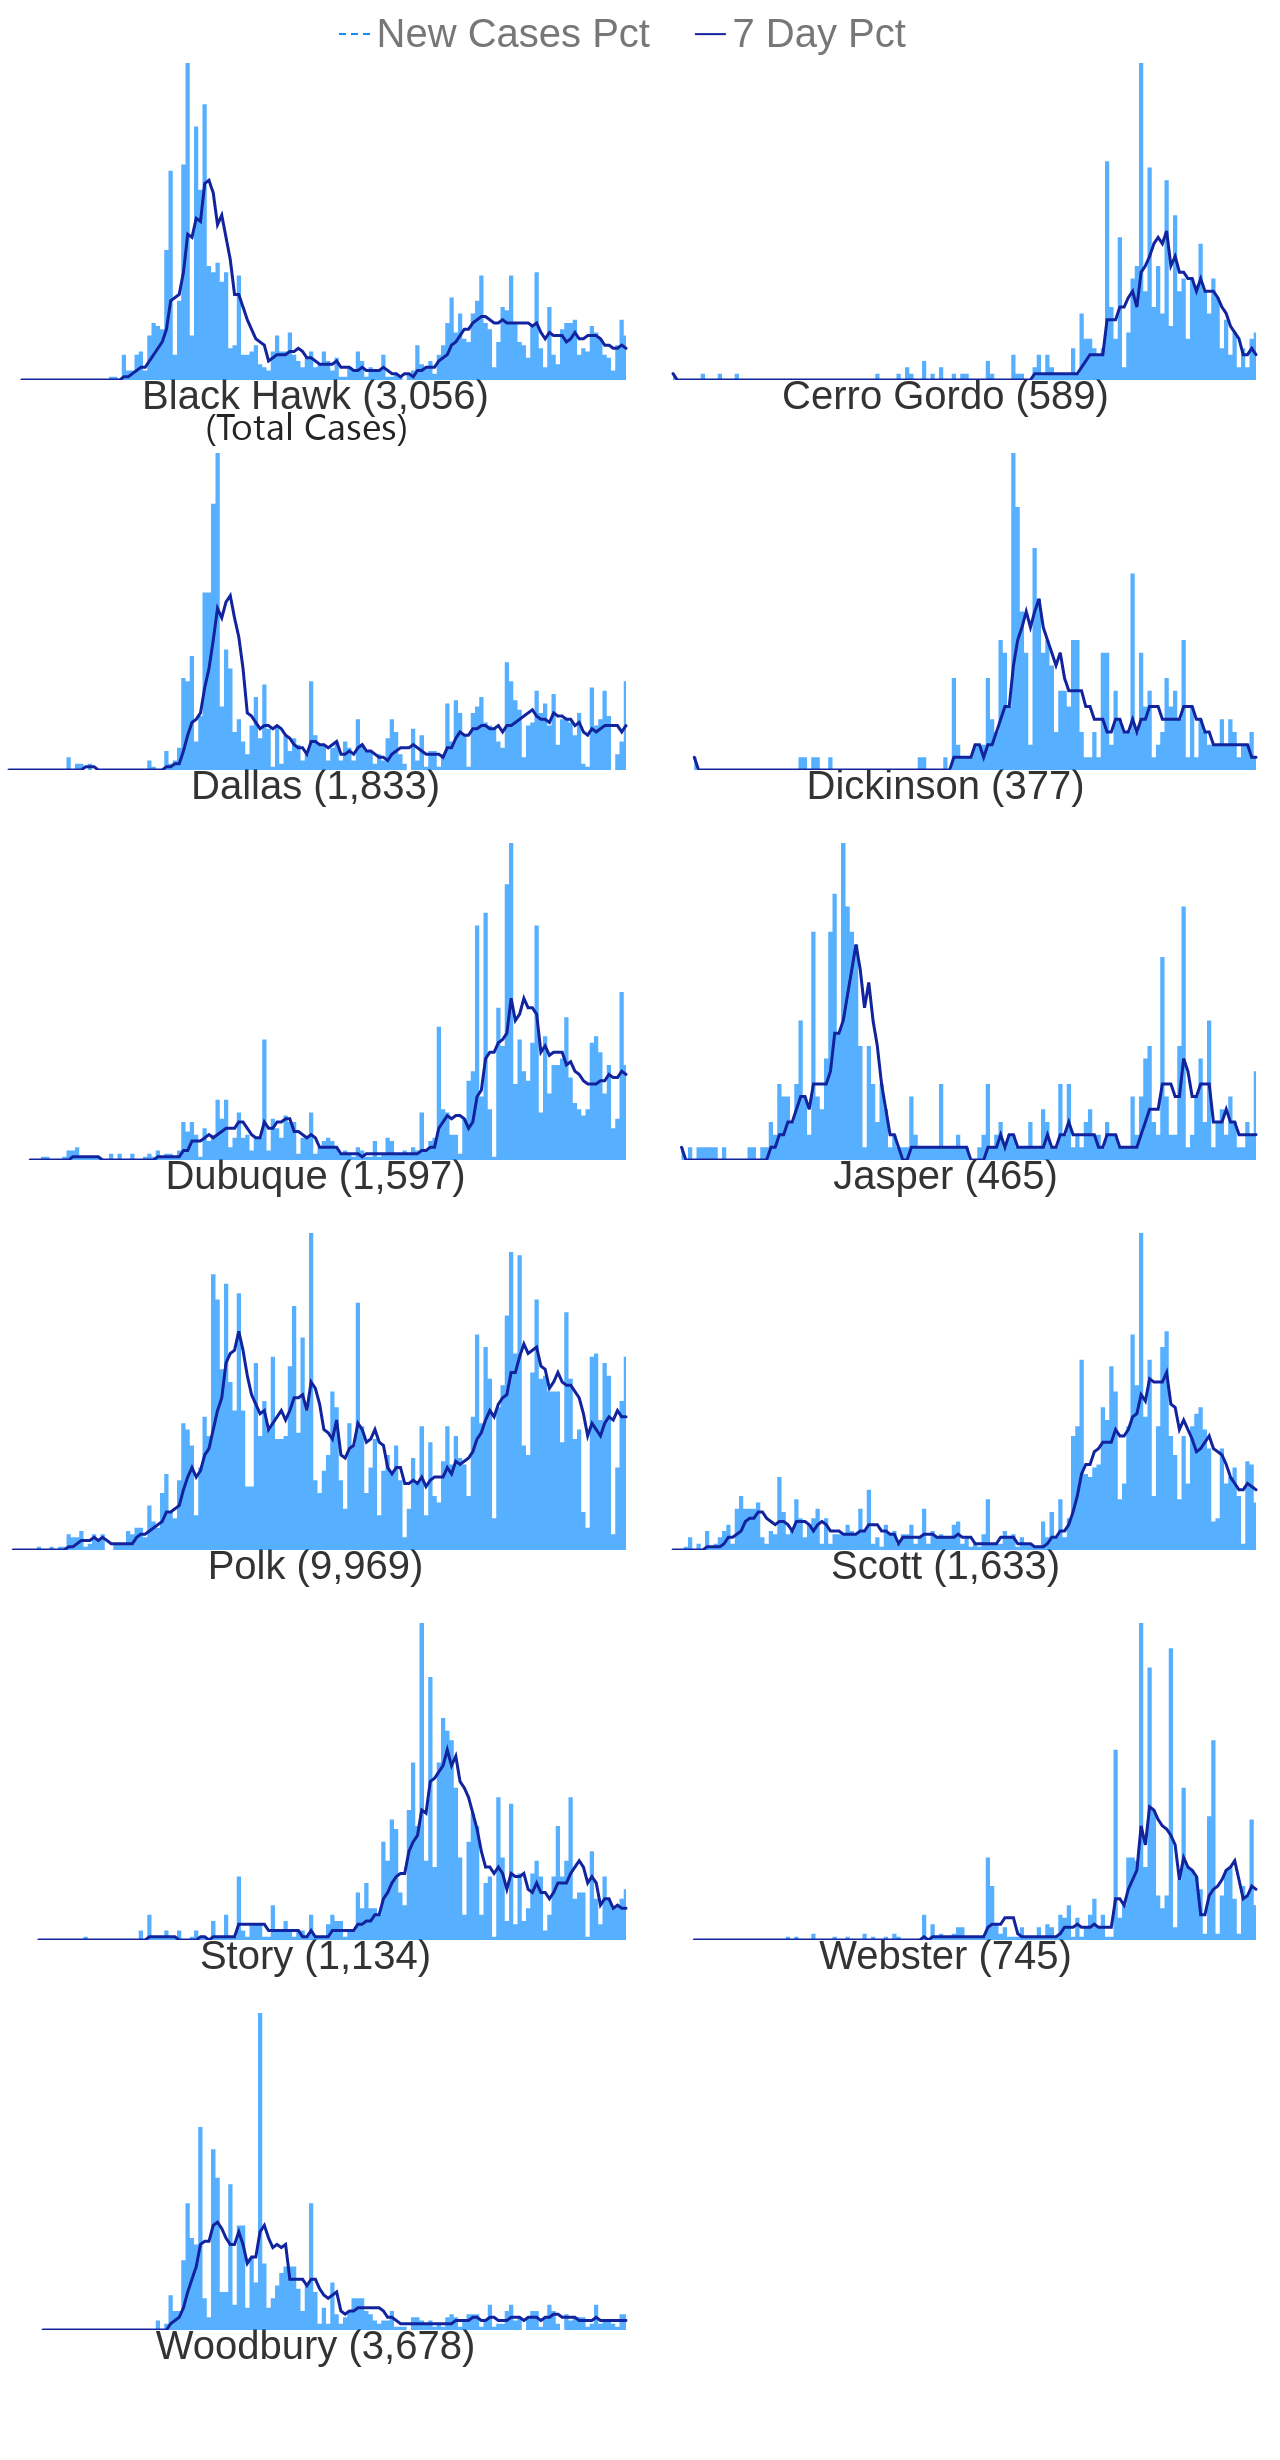 New Cases Pct 7 Day Pct
Black Hawk (3,056) Cerro Gordo (589)
(Total Cases)
Dallas (1,833) Dickinson (377)
Dubuque (1,597) Jasper (465)
Polk (9,969) Scott (1,633)
Story (1,134) Webster (745)
Woodbury (3,678)